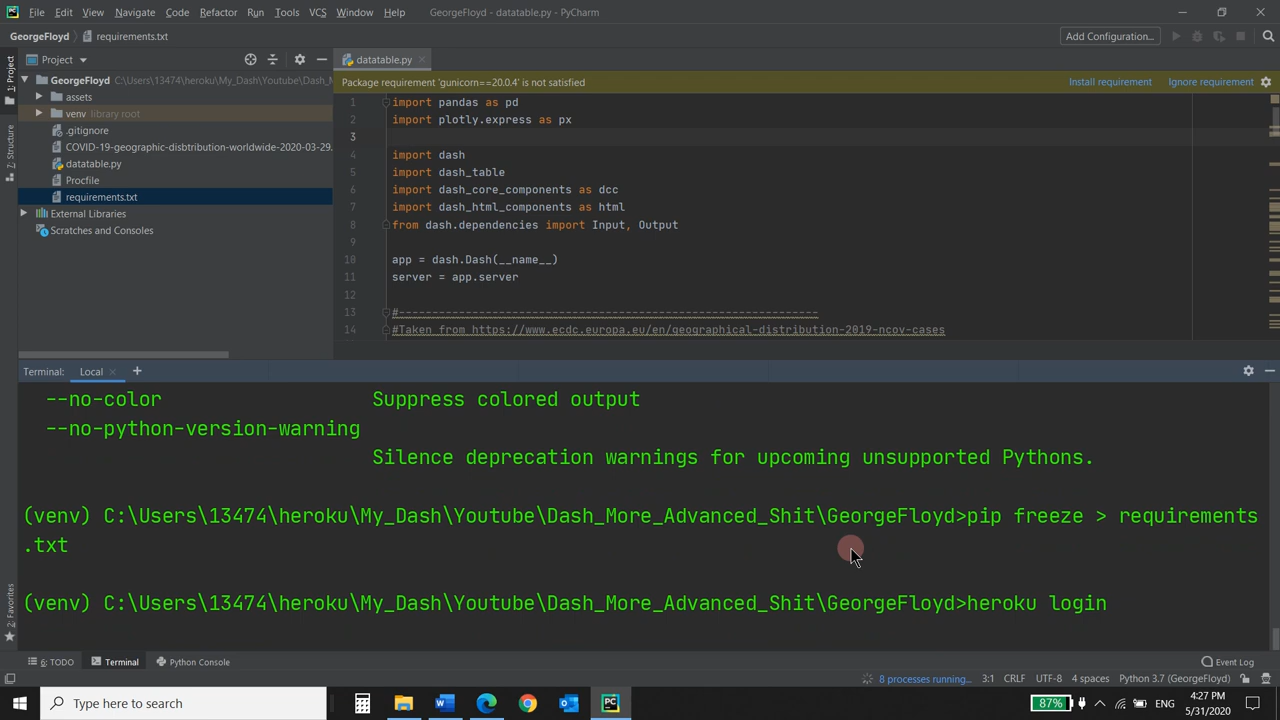 File Edit View Navigate Code Refactor Run Tools VCS Window Help GeorgeFloyd - datatable.py - PyCharm
GeorgeFloyd requirements.txt Add Configuration...
1: Project
Project
datatable.py
GeorgeFloyd C:\Users\13474\heroku\My_Dash\Youtube\Dash_M
Package requirement 'gunicorn==20.0.4' is not satisfied Install requirement Ignore requirement
assets
venv library root
.gitignore
COVID-19-geographic-disbtribution-worldwide-2020-03-29.
datatable.py
Procfile
requirements.txt
External Libraries
Scratches and Consoles
7: Structure
1 import pandas as pd
2 import plotly.express as px
3
4 import dash
5 import dash_table
6 import dash_core_components as dcc
7 import dash_html_components as html
8 from dash.dependencies import Input, Output
9
10 app = dash.Dash(__name__)
11 server = app.server
12
13 #---------------------------------------------------------------
14 #Taken from https://www.ecdc.europa.eu/en/geographical-distribution-2019-ncov-cases
Terminal: Local +
--no-color Suppress colored output
--no-python-version-warning
Silence deprecation warnings for upcoming unsupported Pythons.
(venv) C:\Users\13474\heroku\My_Dash\Youtube\Dash_More_Advanced_Shit\GeorgeFloyd>pip freeze > requirements
.txt
(venv) C:\Users\13474\heroku\My_Dash\Youtube\Dash_More_Advanced_Shit\GeorgeFloyd>heroku login
2: Favorites
6: TODO Terminal Python Console Event Log
8 processes running... 3:1 CRLF UTF-8 4 spaces Python 3.7 (GeorgeFloyd)
Type here to search
87%
ENG
4:27 PM
5/31/2020